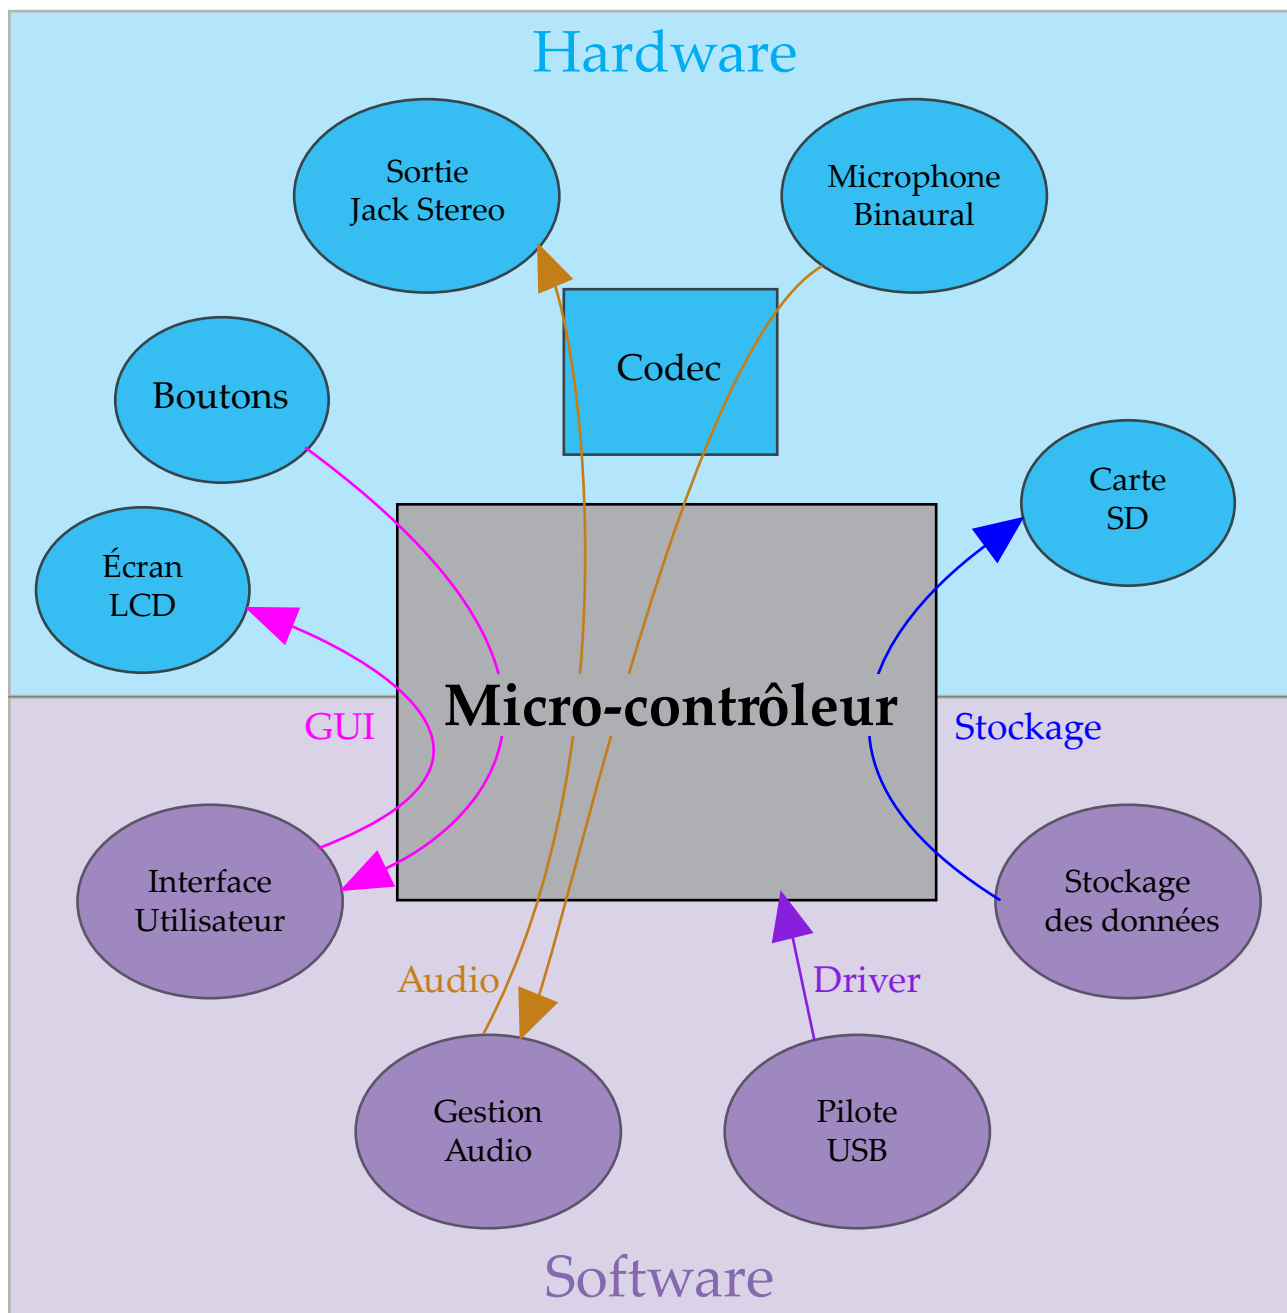 Hardware
Sortie
Jack Stereo
Microphone
Binaural
Codec
Boutons
Carte
SD
Écran
LCD
Micro-contrôleur
GUI
Stockage
Interface
Utilisateur
Stockage
des données
Audio
Driver
Gestion
Audio
Pilote
USB
Software